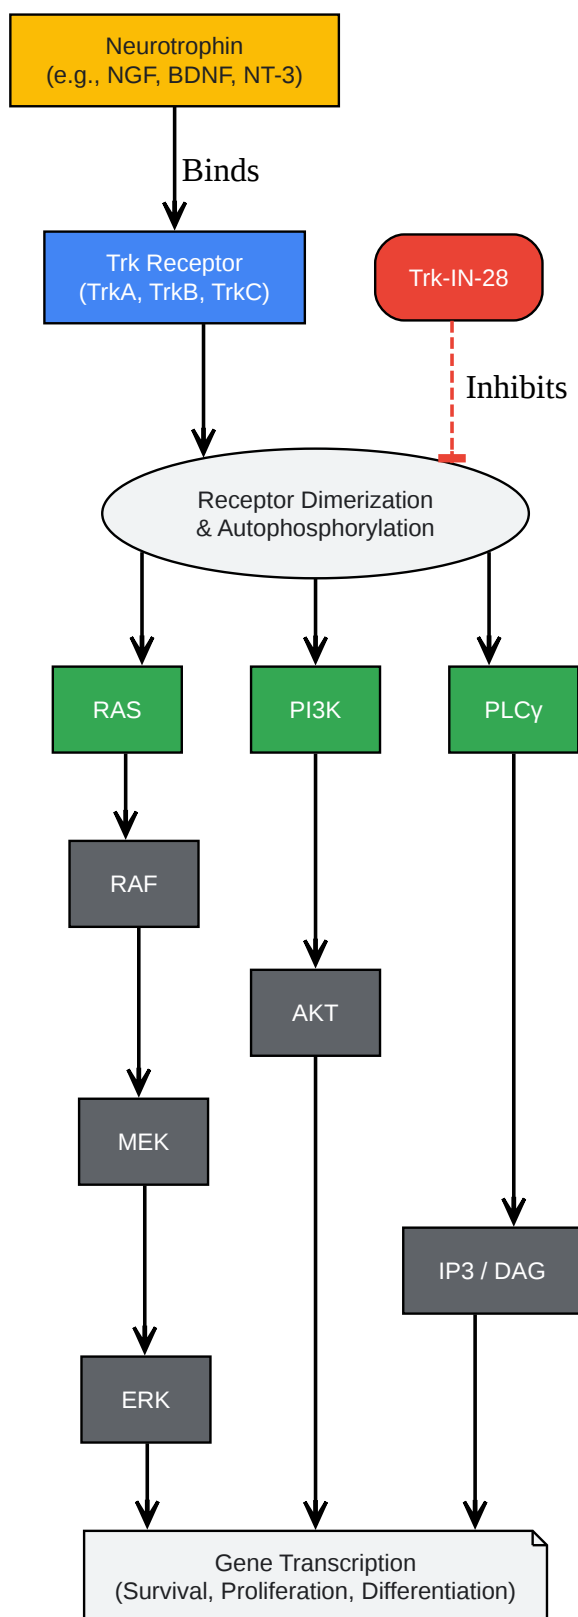 Neurotrophin
(e.g., NGF, BDNF, NT-3)
Binds
Trk Receptor
(TrkA, TrkB, TrkC)
Trk-IN-28
Inhibits
Receptor Dimerization
& Autophosphorylation
RAS
PI3K
PLCγ
RAF
AKT
MEK
IP3 / DAG
ERK
Gene Transcription
(Survival, Proliferation, Differentiation)